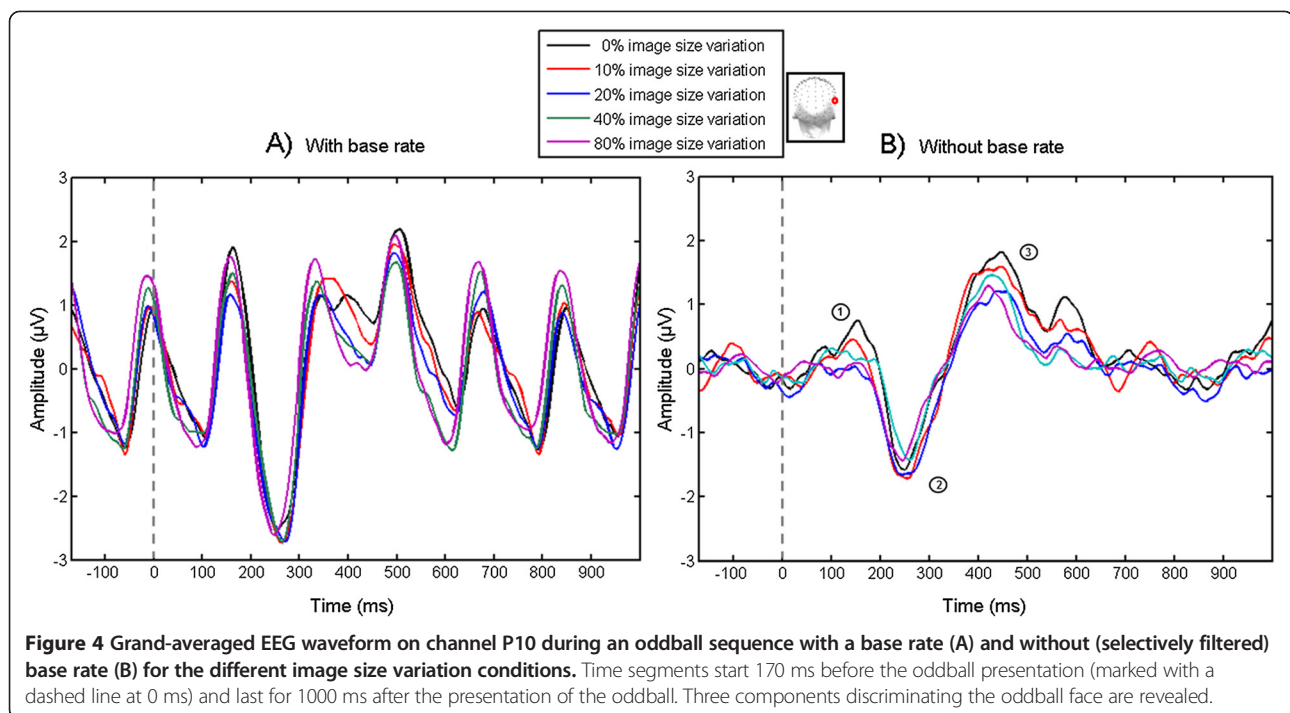 0% image size variation
10% image size variation
20% image size variation
40% image size variation
80% image size variation
A) With base rate
B) Without base rate
3
2
1
0
-1
-2
-3
Amplitude (µV)
-100 0 100 200 300 400 500 600 700 800 900
Time (ms)
3
2
1
0
-1
-2
-3
Amplitude (µV)
1
2
3
-100 0 100 200 300 400 500 600 700 800 900
Time (ms)
Figure 4 Grand-averaged EEG waveform on channel P10 during an oddball sequence with a base rate (A) and without (selectively filtered)
base rate (B) for the different image size variation conditions. Time segments start 170 ms before the oddball presentation (marked with a
dashed line at 0 ms) and last for 1000 ms after the presentation of the oddball. Three components discriminating the oddball face are revealed.